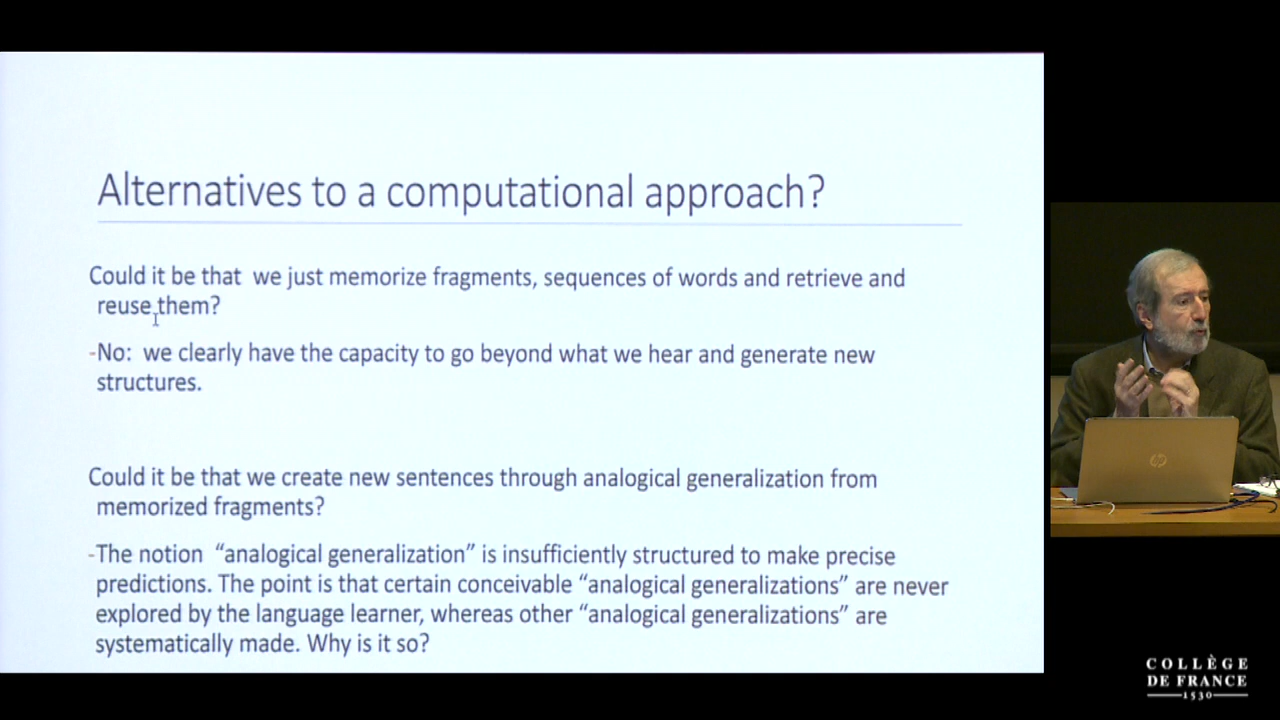 Alternatives to a computational approach?
Could it be that we just memorize fragments, sequences of words and retrieve and
reuse them?
-No: we clearly have the capacity to go beyond what we hear and generate new
structures.
Could it be that we create new sentences through analogical generalization from
memorized fragments?
-The notion “analogical generalization” is insufficiently structured to make precise
predictions. The point is that certain conceivable “analogical generalizations” are never
explored by the language learner, whereas other “analogical generalizations” are
systematically made. Why is it so?
hp
COLLÈGE
DE FRANCE
1530